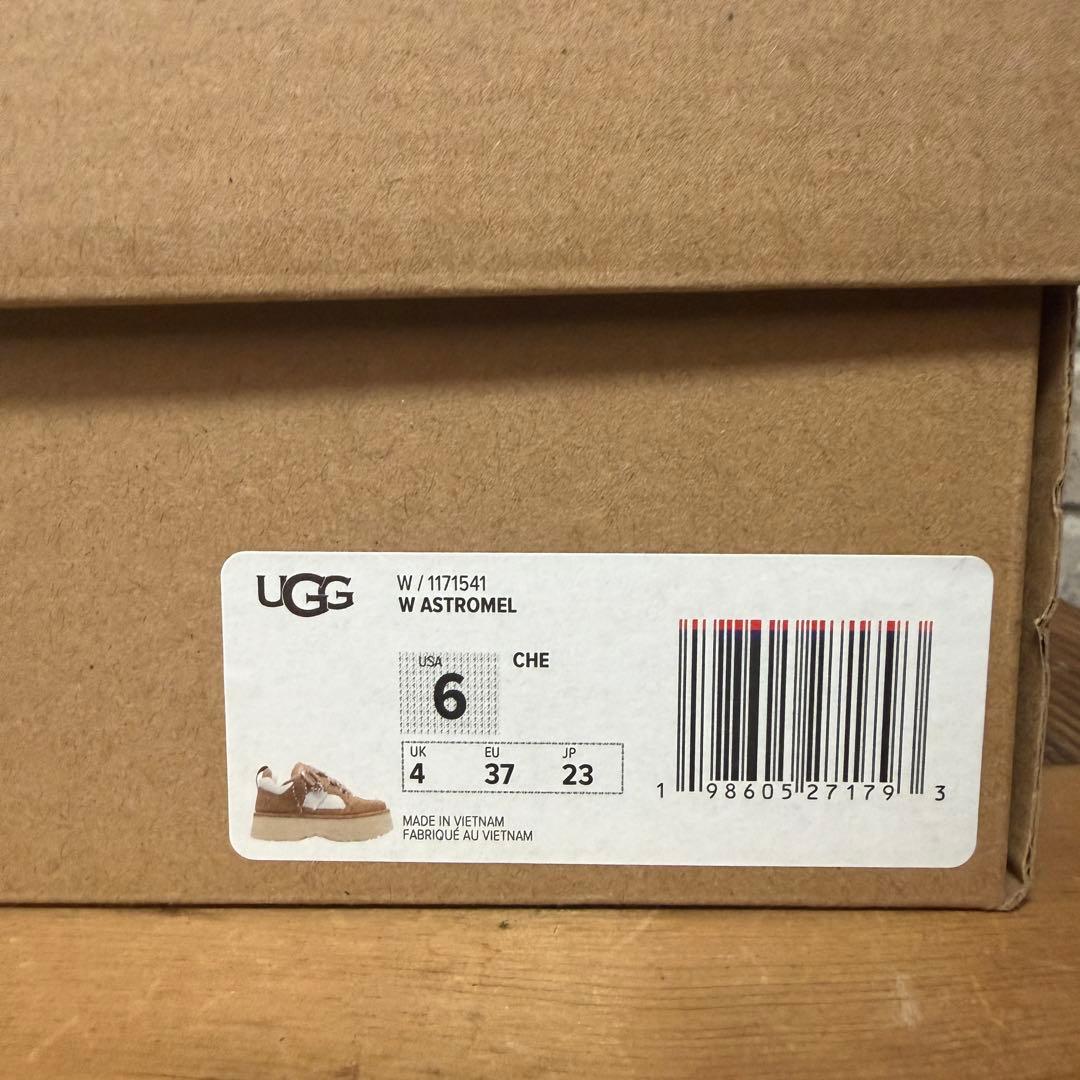 UGG
W / 1171541
W ASTROMEL
USA
6
CHE
UK EU JP
4 37 23
MADE IN VIETNAM
FABRIQUÉ AU VIETNAM
1 98605 27179 3